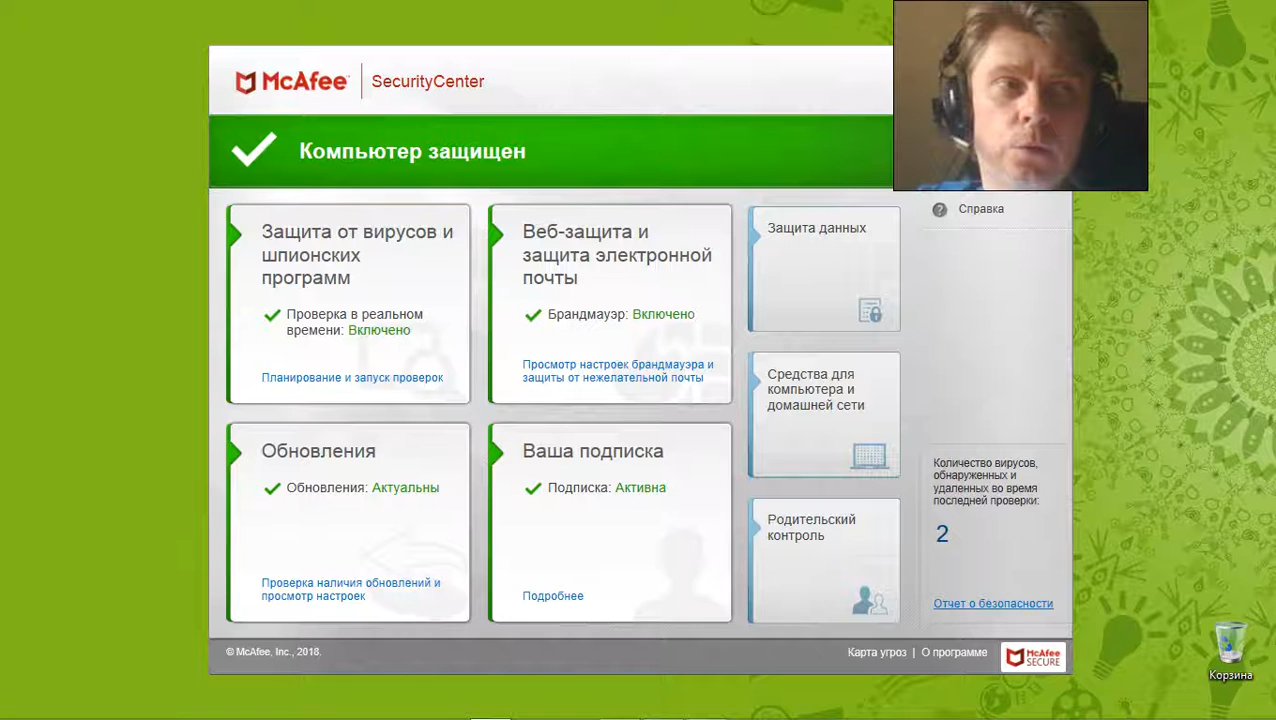 McAfee™ SecurityCenter
Компьютер защищен
Справка
Защита от вирусов и
шпионских
программ
Проверка в реальном
времени: Включено
Планирование и запуск проверок
Веб-защита и
защита электронной
почты
Брандмауэр: Включено
Просмотр настроек брандмауэра и
защиты от нежелательной почты
Защита данных
Средства для
компьютера и
домашней сети
Обновления
Обновления: Актуальны
Проверка наличия обновлений и
просмотр настроек
Ваша подписка
Подписка: Активна
Подробнее
Родительский
контроль
Количество вирусов,
обнаруженных и
удаленных во время
последней проверки:
2
Отчет о безопасности
© McAfee, Inc., 2018.
Карта угроз | О программе
McAfee
SECURE
Корзина